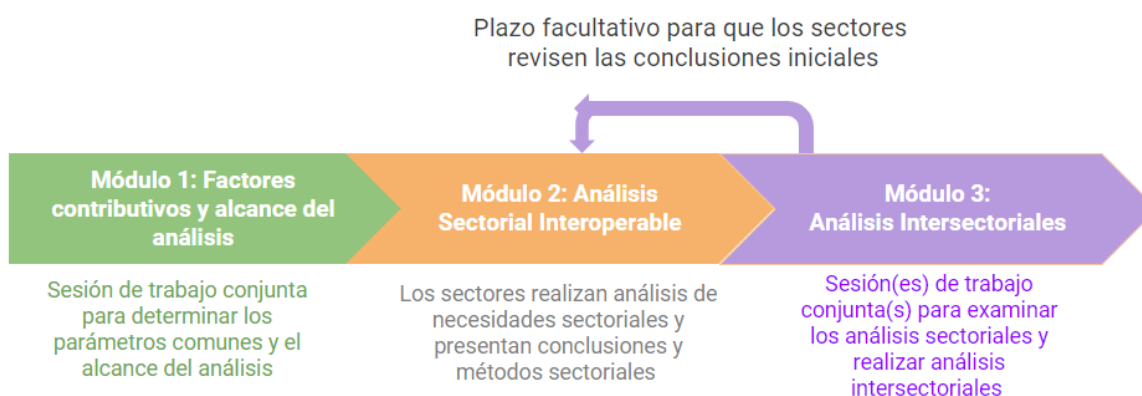 Plazo facultativo para que los sectores
revisen las conclusiones iniciales
Módulo 1: Factores
contributivos y alcance del
análisis
Módulo 2: Análisis
Sectorial Interoperable
Módulo 3:
Análisis Intersectoriales
Sesión de trabajo conjunta
para determinar los
parámetros comunes y el
alcance del análisis
Los sectores realizan análisis de
necesidades sectoriales y
presentan conclusiones y
métodos sectoriales
Sesión(es) de trabajo
conjunta(s) para examinar
los análisis sectoriales y
realizar análisis
intersectoriales